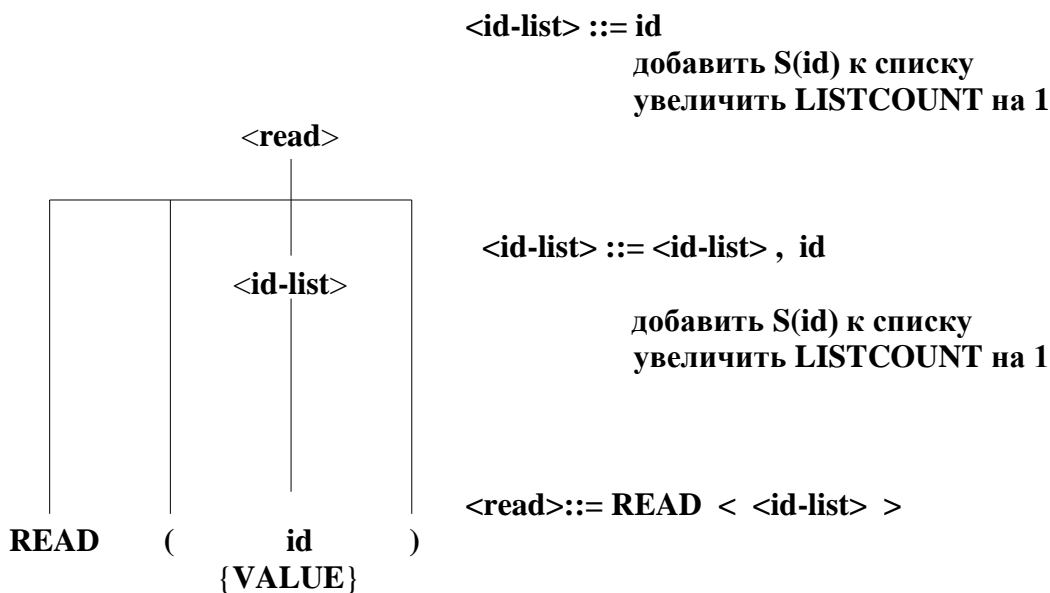 <id-list> ::= id
добавить S(id) к списку
увеличить LISTCOUNT на 1
<read>
<id-list> ::= <id-list> , id
<id-list>
добавить S(id) к списку
увеличить LISTCOUNT на 1
<read>::= READ < <id-list> >
READ ( id )
{VALUE}